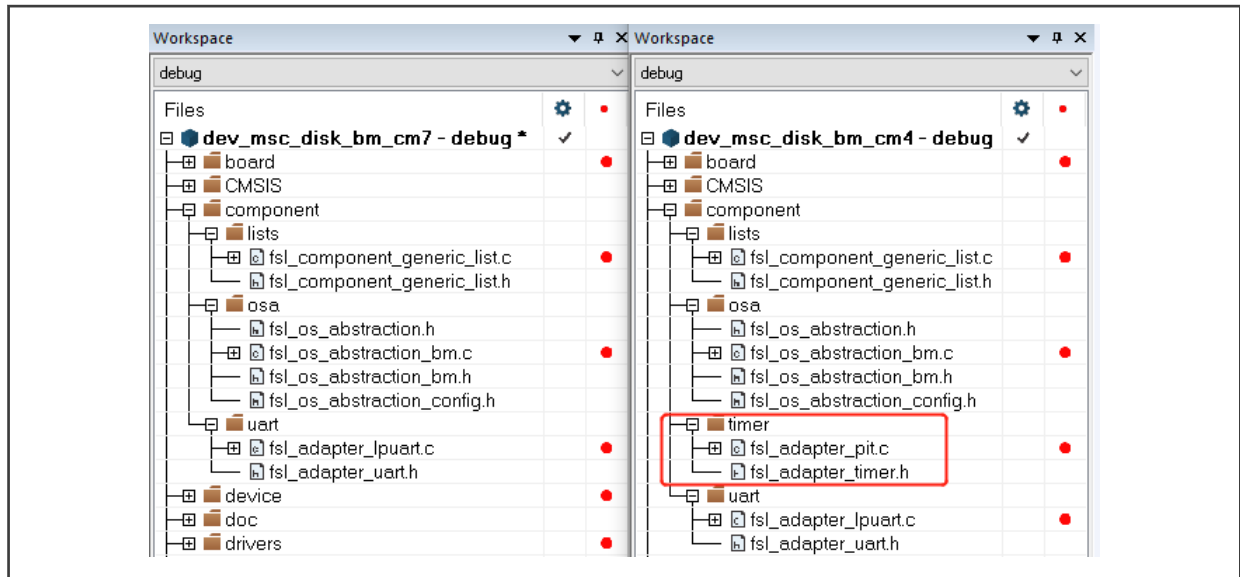 Workspace
debug
Files
dev_msc_disk_bm_cm7 - debug *
board
CMSIS
component
lists
fsl_component_generic_list.c
fsl_component_generic_list.h
osa
fsl_os_abstraction.h
fsl_os_abstraction_bm.c
fsl_os_abstraction_bm.h
fsl_os_abstraction_config.h
uart
fsl_adapter_lpuart.c
fsl_adapter_uart.h
device
doc
drivers
Workspace
debug
Files
dev_msc_disk_bm_cm4 - debug
board
CMSIS
component
lists
fsl_component_generic_list.c
fsl_component_generic_list.h
osa
fsl_os_abstraction.h
fsl_os_abstraction_bm.c
fsl_os_abstraction_bm.h
fsl_os_abstraction_config.h
timer
fsl_adapter_pit.c
fsl_adapter_timer.h
uart
fsl_adapter_lpuart.c
fsl_adapter_uart.h